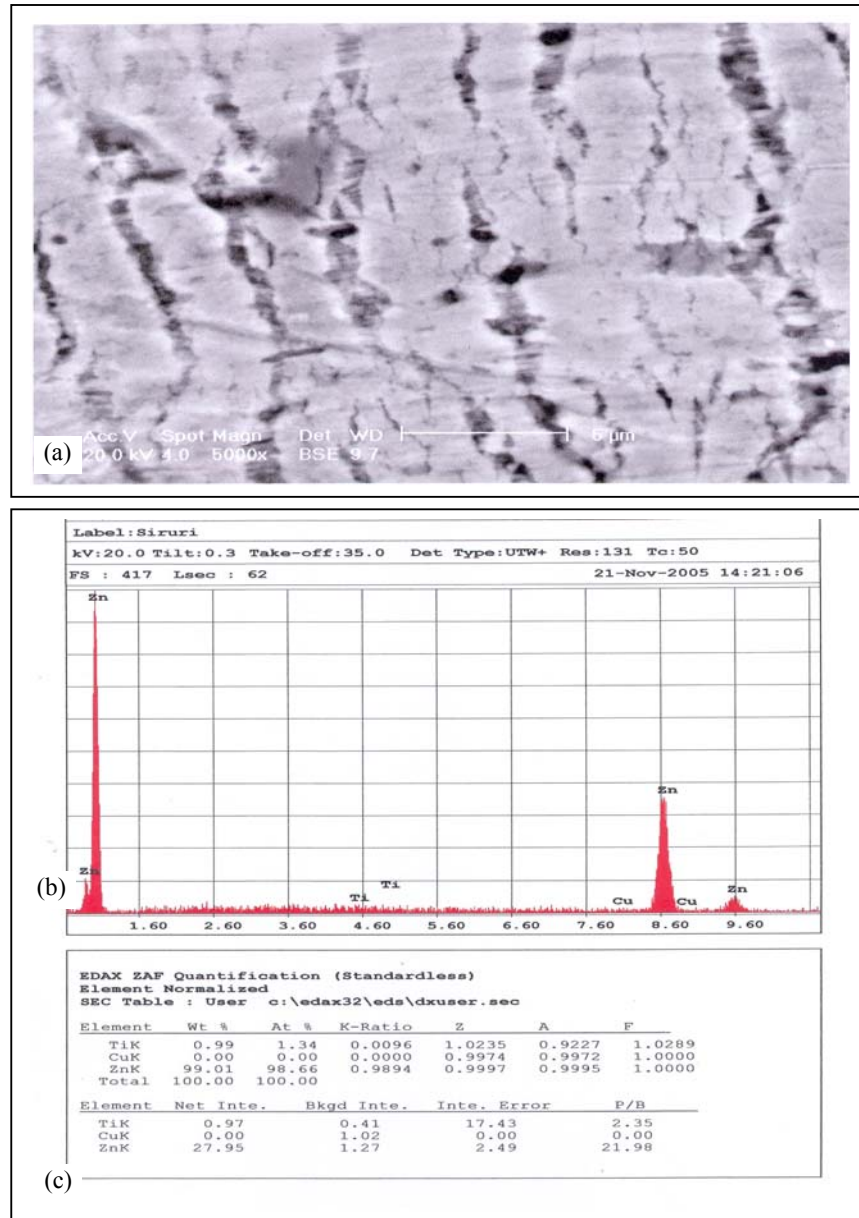 (a)
Acc.V Spot Magn Det WD 5 µm
20.0 kV 4.0 5000x BSE 9.7
Label:Siruri
kV:20.0 Tilt:0.3 Take-off:35.0 Det Type:UTW+ Res:131 Tc:50
FS : 417 Lsec : 62 21-Nov-2005 14:21:06
Zn
Zn
Zn
(b)
Ti
Ti
Cu
Cu
Zn
1.60 2.60 3.60 4.60 5.60 6.60 7.60 8.60 9.60
EDAX ZAF Quantification (Standardless)
Element Normalized
SEC Table : User c:\edax32\eds\dxuser.sec
Element Wt % At % K-Ratio Z A F
TiK 0.99 1.34 0.0096 1.0235 0.9227 1.0289
CuK 0.00 0.00 0.0000 0.9974 0.9972 1.0000
ZnK 99.01 98.66 0.9894 0.9997 0.9995 1.0000
Total 100.00 100.00
Element Net Inte. Bkgd Inte. Inte. Error P/B
TiK 0.97 0.41 17.43 2.35
CuK 0.00 1.02 0.00 0.00
ZnK 27.95 1.27 2.49 21.98
(c)